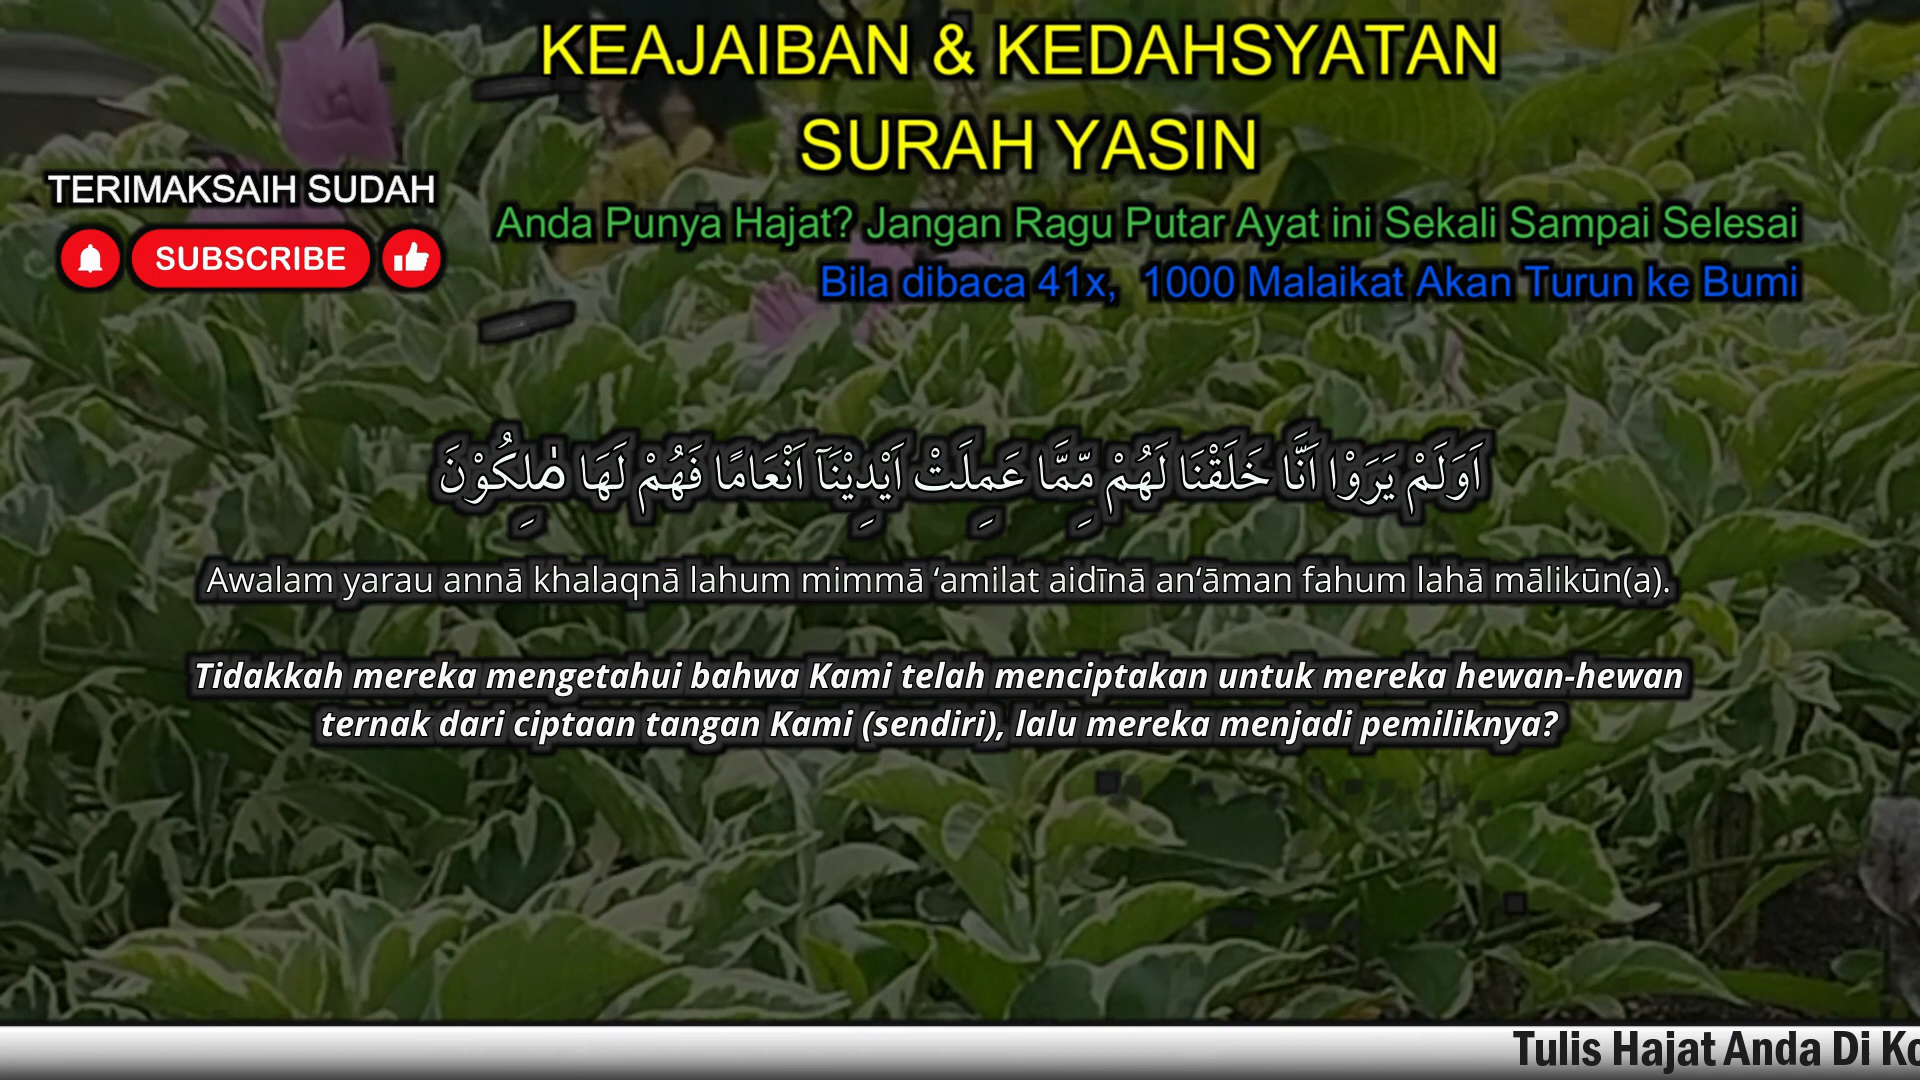 KEAJAIBAN & KEDAHSYATAN
SURAH YASIN
TERIMAKSAIH SUDAH
SUBSCRIBE
Anda Punya Hajat? Jangan Ragu Putar Ayat ini Sekali Sampai Selesai
Bila dibaca 41x, 1000 Malaikat Akan Turun ke Bumi
اَوَلَمْ يَرَوْا اَنَّا خَلَقْنَا لَهُمْ مِّمَّا عَمِلَتْ اَيْدِيْنَآ اَنْعَامًا فَهُمْ لَهَا مٰلِكُوْنَ
Awalam yarau annā khalaqnā lahum mimmā ‘amilat aidīnā an‘āman fahum lahā mālikūn(a).
Tidakkah mereka mengetahui bahwa Kami telah menciptakan untuk mereka hewan-hewan
ternak dari ciptaan tangan Kami (sendiri), lalu mereka menjadi pemiliknya?
Tulis Hajat Anda Di